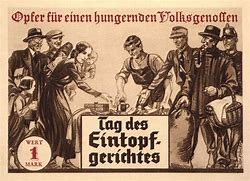 Opfer für einen hungernden Volksgenossen
WERT
1
MARK
Tag des
Eintopf-
gerichtes